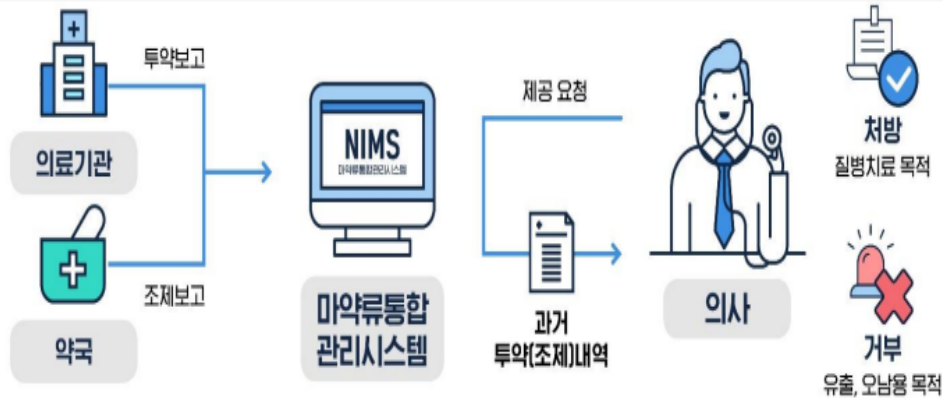 투약보고
의료기관
조제보고
약국
NIMS
마약류통합관리시스템
마약류통합
관리시스템
제공 요청
과거
투약(조제)내역
의사
처방
질병치료 목적
거부
유출, 오남용 목적